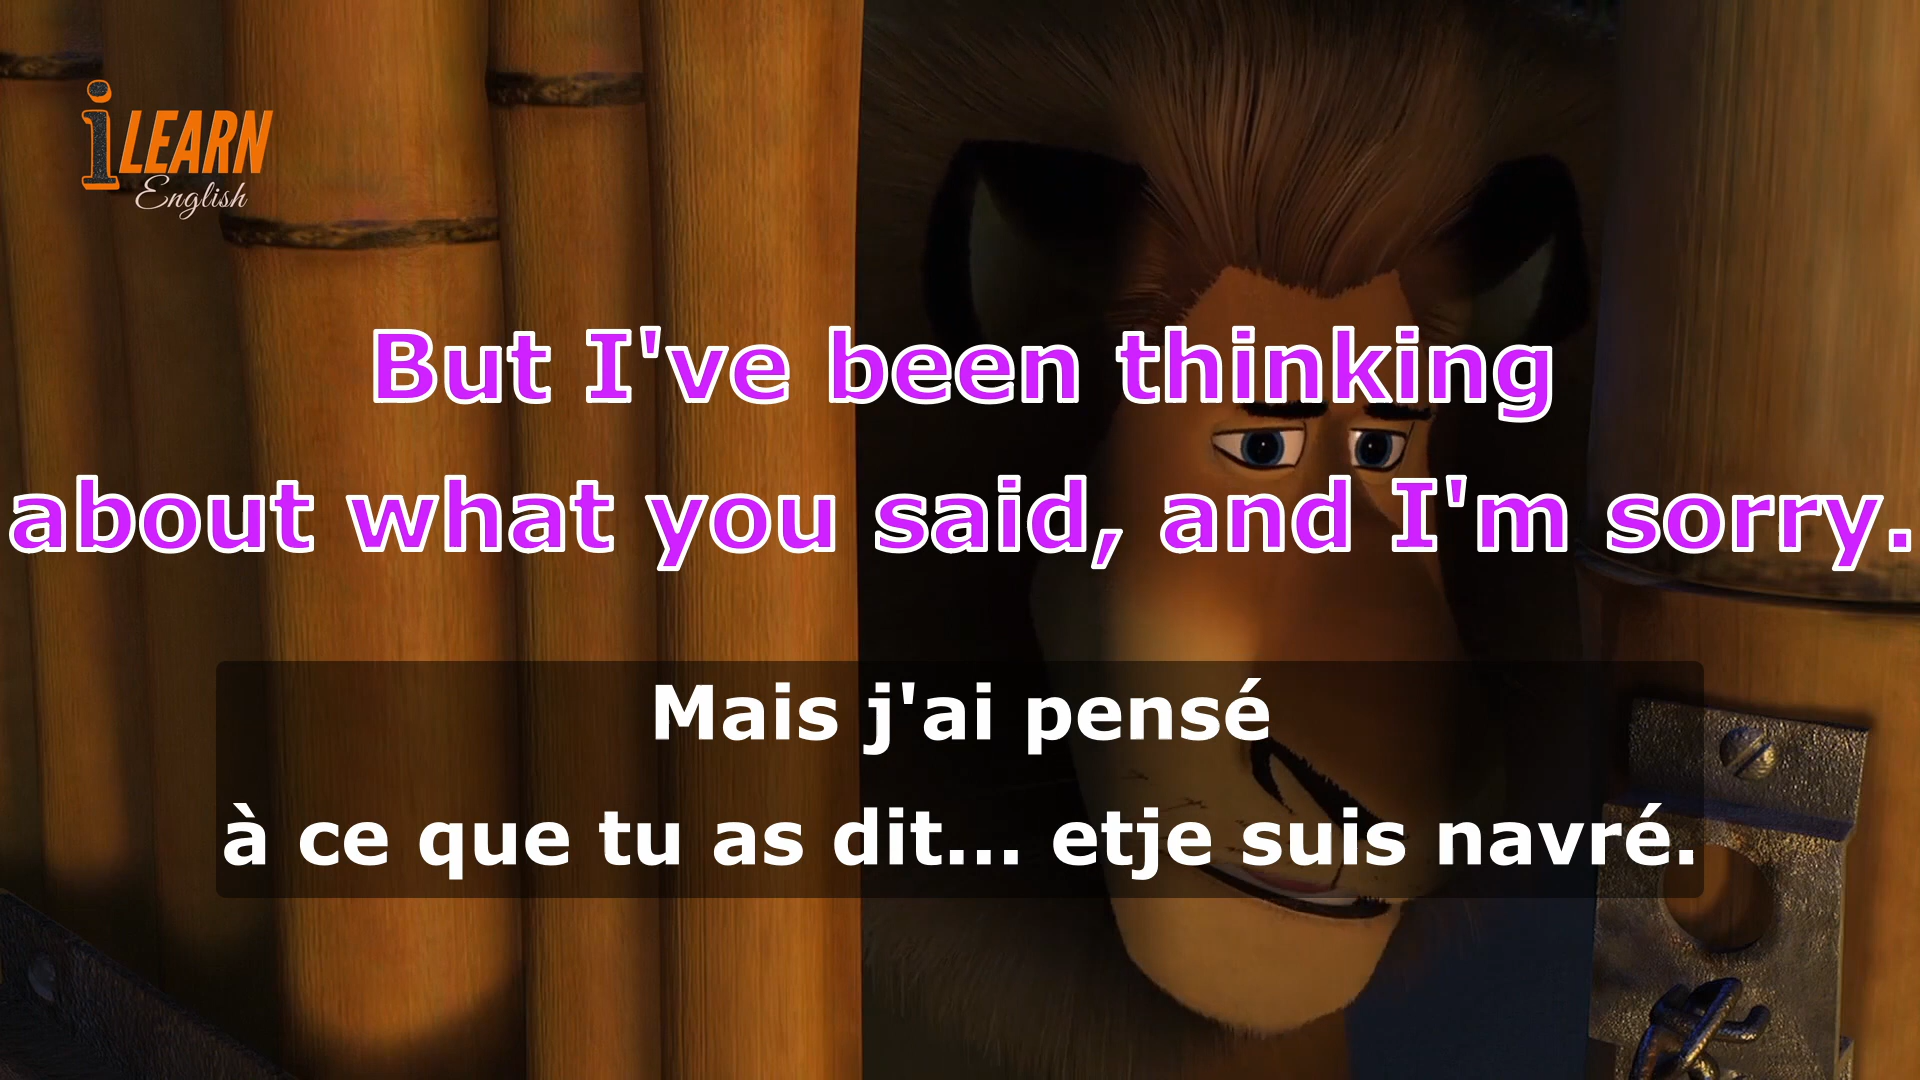 iLEARN
English
But I've been thinking
about what you said, and I'm sorry.
Mais j'ai pensé
à ce que tu as dit... etje suis navré.